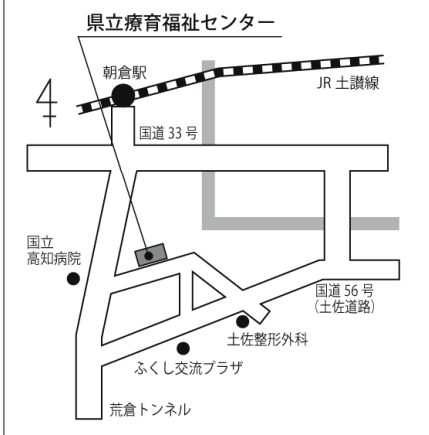 県立療育福祉センター
朝倉駅
JR 土讃線
国道 33 号
国立
高知病院
国道 56 号
（土佐道路）
土佐整形外科
ふくし交流プラザ
荒倉トンネル